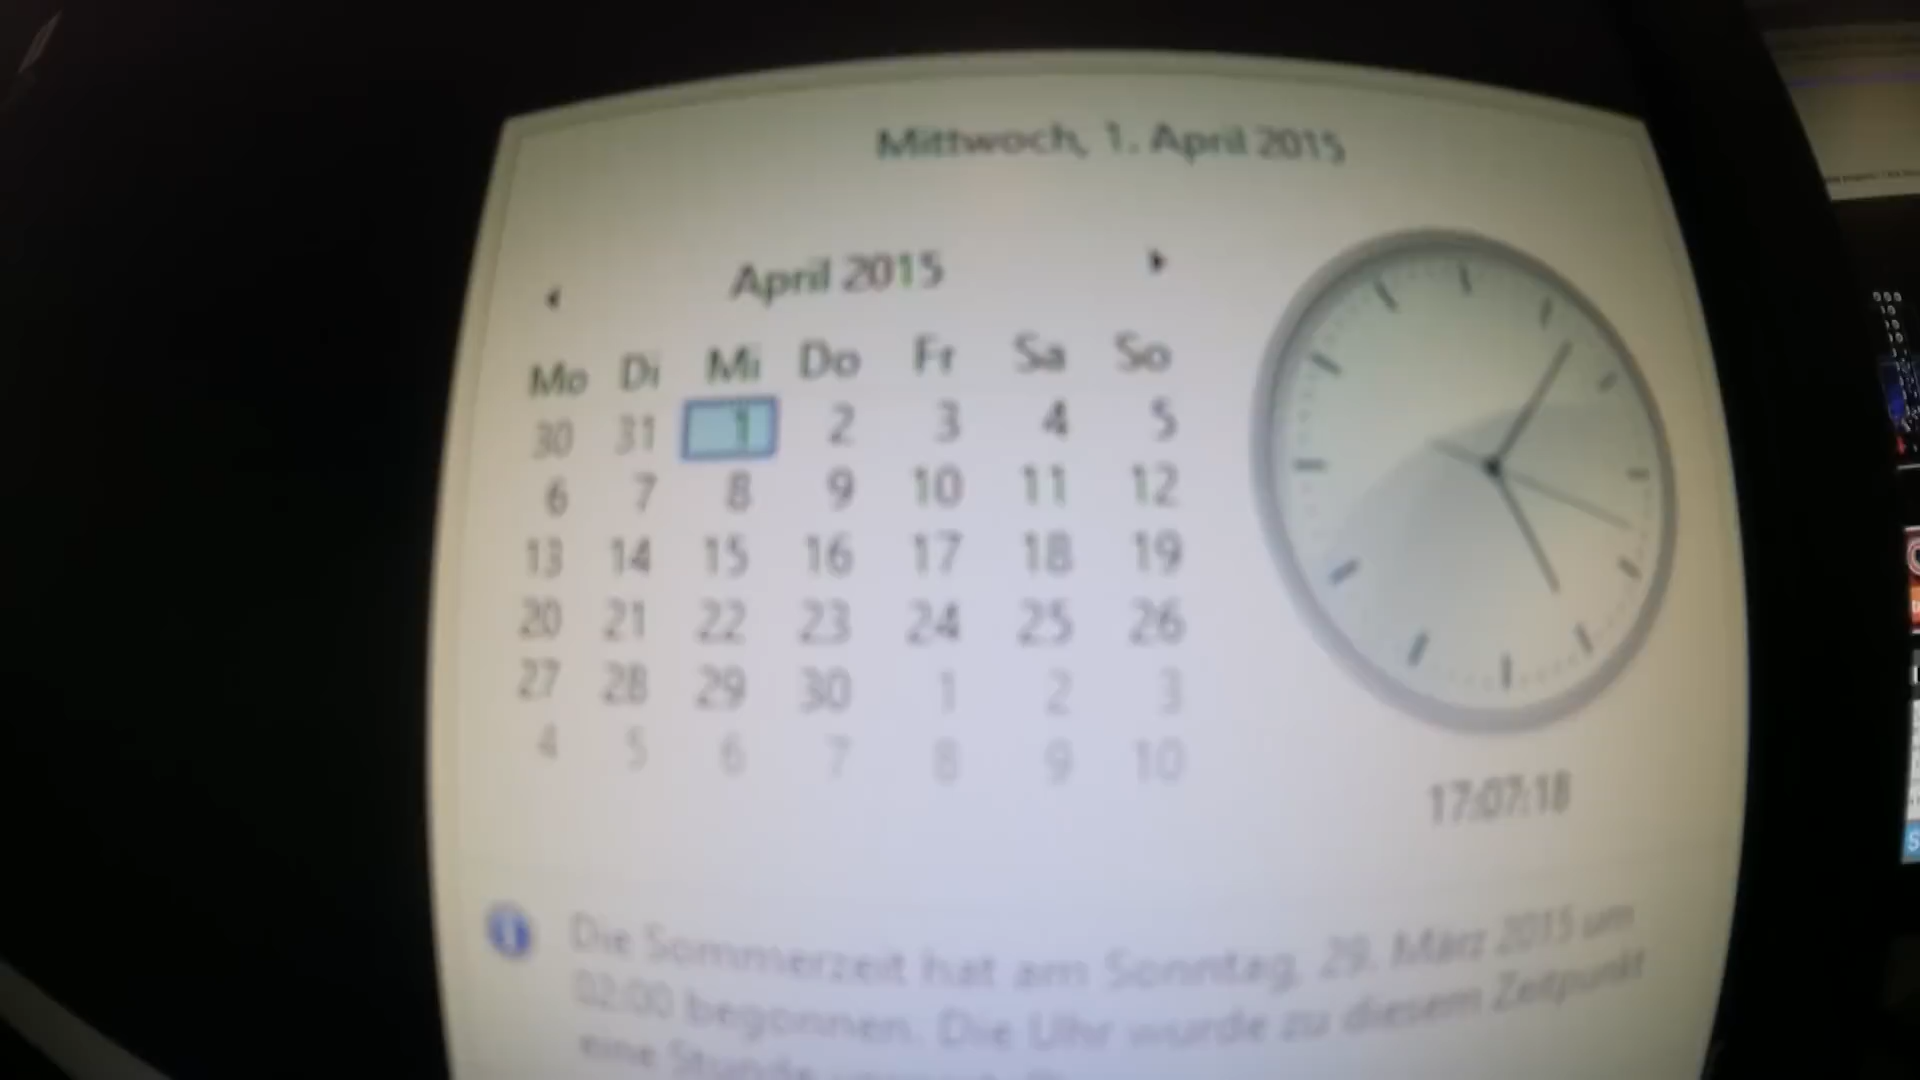 Mittwoch, 1. April 2015
April 2015
Mo Di Mi Do Fr Sa So
30 31 1 2 3 4 5
6 7 8 9 10 11 12
13 14 15 16 17 18 19
20 21 22 23 24 25 26
27 28 29 30 1 2 3
4 5 6 7 8 9 10
17:07:18
Die Sommerzeit hat am Sonntag, 29. März 2015 um
02:00 begonnen. Die Uhr wurde zu diesem Zeitpunkt
eine Stunde